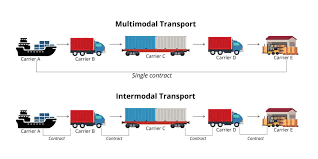 Multimodal Transport
Carrier A Carrier B Carrier C Carrier D Carrier E
Single contract
Intermodal Transport
Carrier A Carrier B Carrier C Carrier D Carrier E
Contract Contract Contract Contract